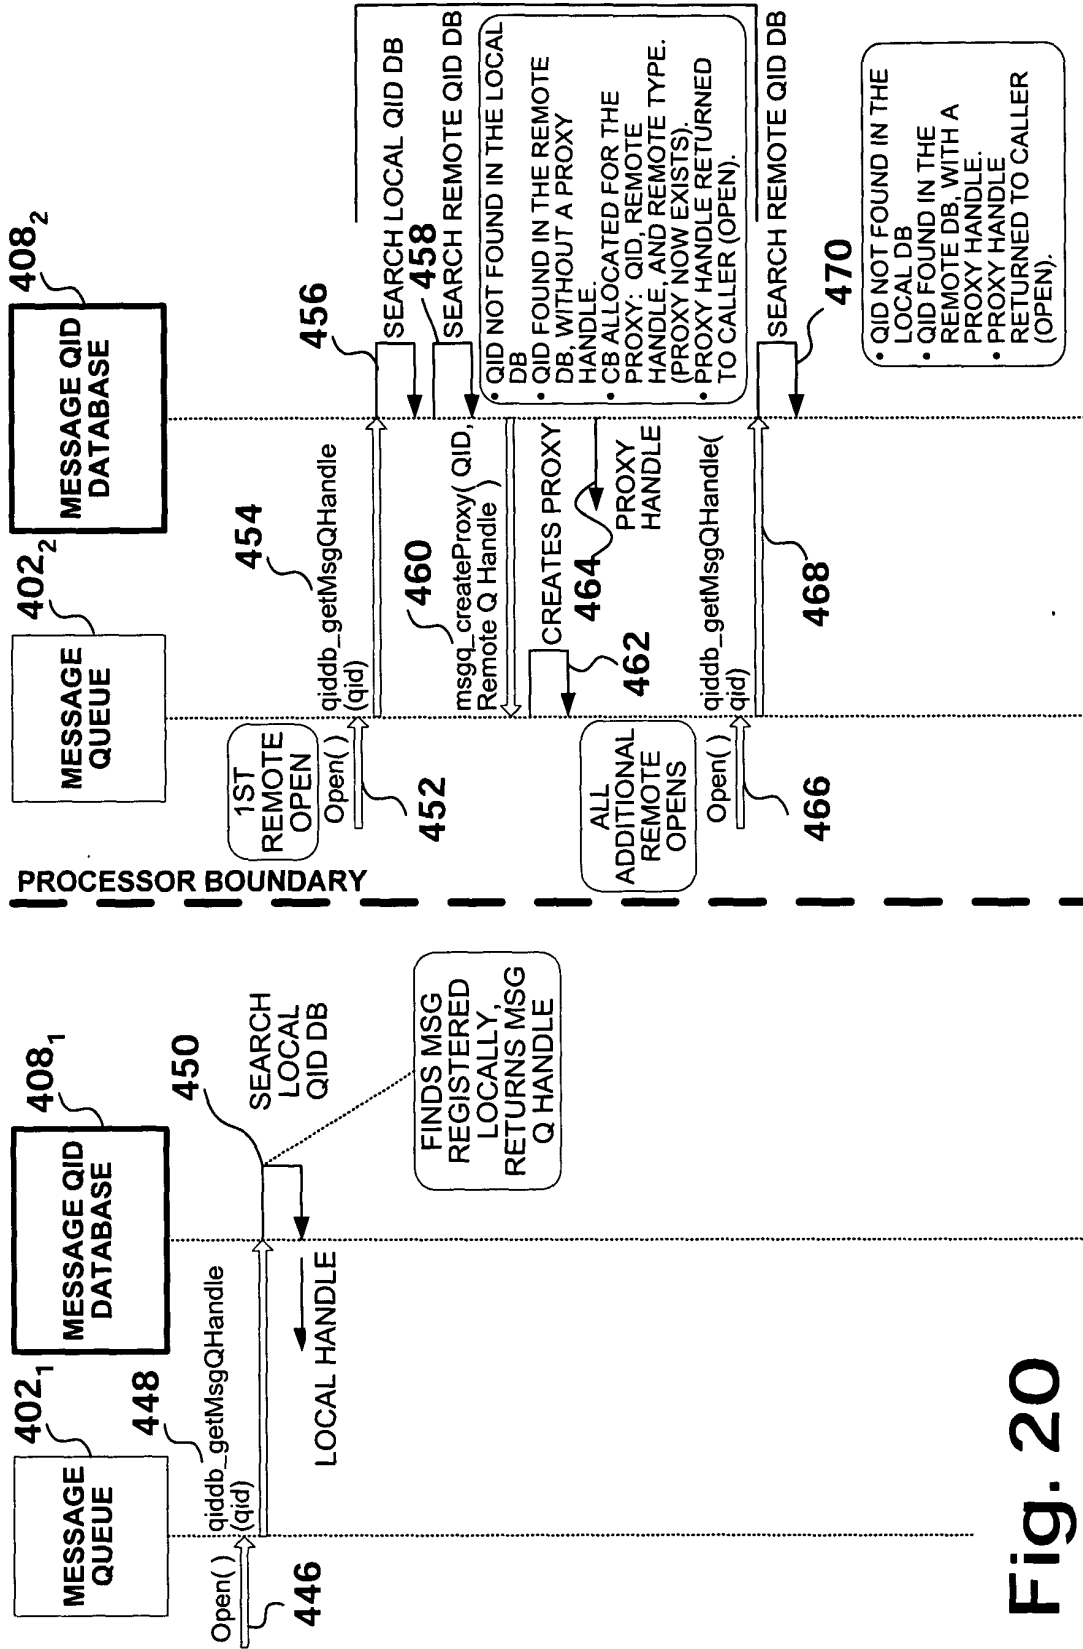 MESSAGE
QUEUE
402₁
MESSAGE QID
DATABASE
408₁
Open( )
446
448
qiddb_getMsgQHandle
(qid)
450
SEARCH
LOCAL
QID DB
LOCAL HANDLE
FINDS MSG
REGISTERED
LOCALLY,
RETURNS MSG
Q HANDLE
PROCESSOR BOUNDARY
MESSAGE
QUEUE
402₂
MESSAGE QID
DATABASE
408₂
1ST
REMOTE
OPEN
Open( )
452
454
qiddb_getMsgQHandle
(qid)
456
SEARCH LOCAL QID DB
458
SEARCH REMOTE QID DB
460
msgq_createProxy( QID,
Remote Q Handle )
• QID NOT FOUND IN THE LOCAL
DB
• QID FOUND IN THE REMOTE
DB, WITHOUT A PROXY
HANDLE.
• CB ALLOCATED FOR THE
PROXY: QID, REMOTE
HANDLE, AND REMOTE TYPE.
(PROXY NOW EXISTS).
• PROXY HANDLE RETURNED
TO CALLER (OPEN).
CREATES PROXY
462
464
PROXY
HANDLE
ALL
ADDITIONAL
REMOTE
OPENS
Open( )
466
qiddb_getMsgQHandle(
qid)
468
SEARCH REMOTE QID DB
470
• QID NOT FOUND IN THE
LOCAL DB
• QID FOUND IN THE
REMOTE DB, WITH A
PROXY HANDLE.
• PROXY HANDLE
RETURNED TO CALLER
(OPEN).
Fig. 20